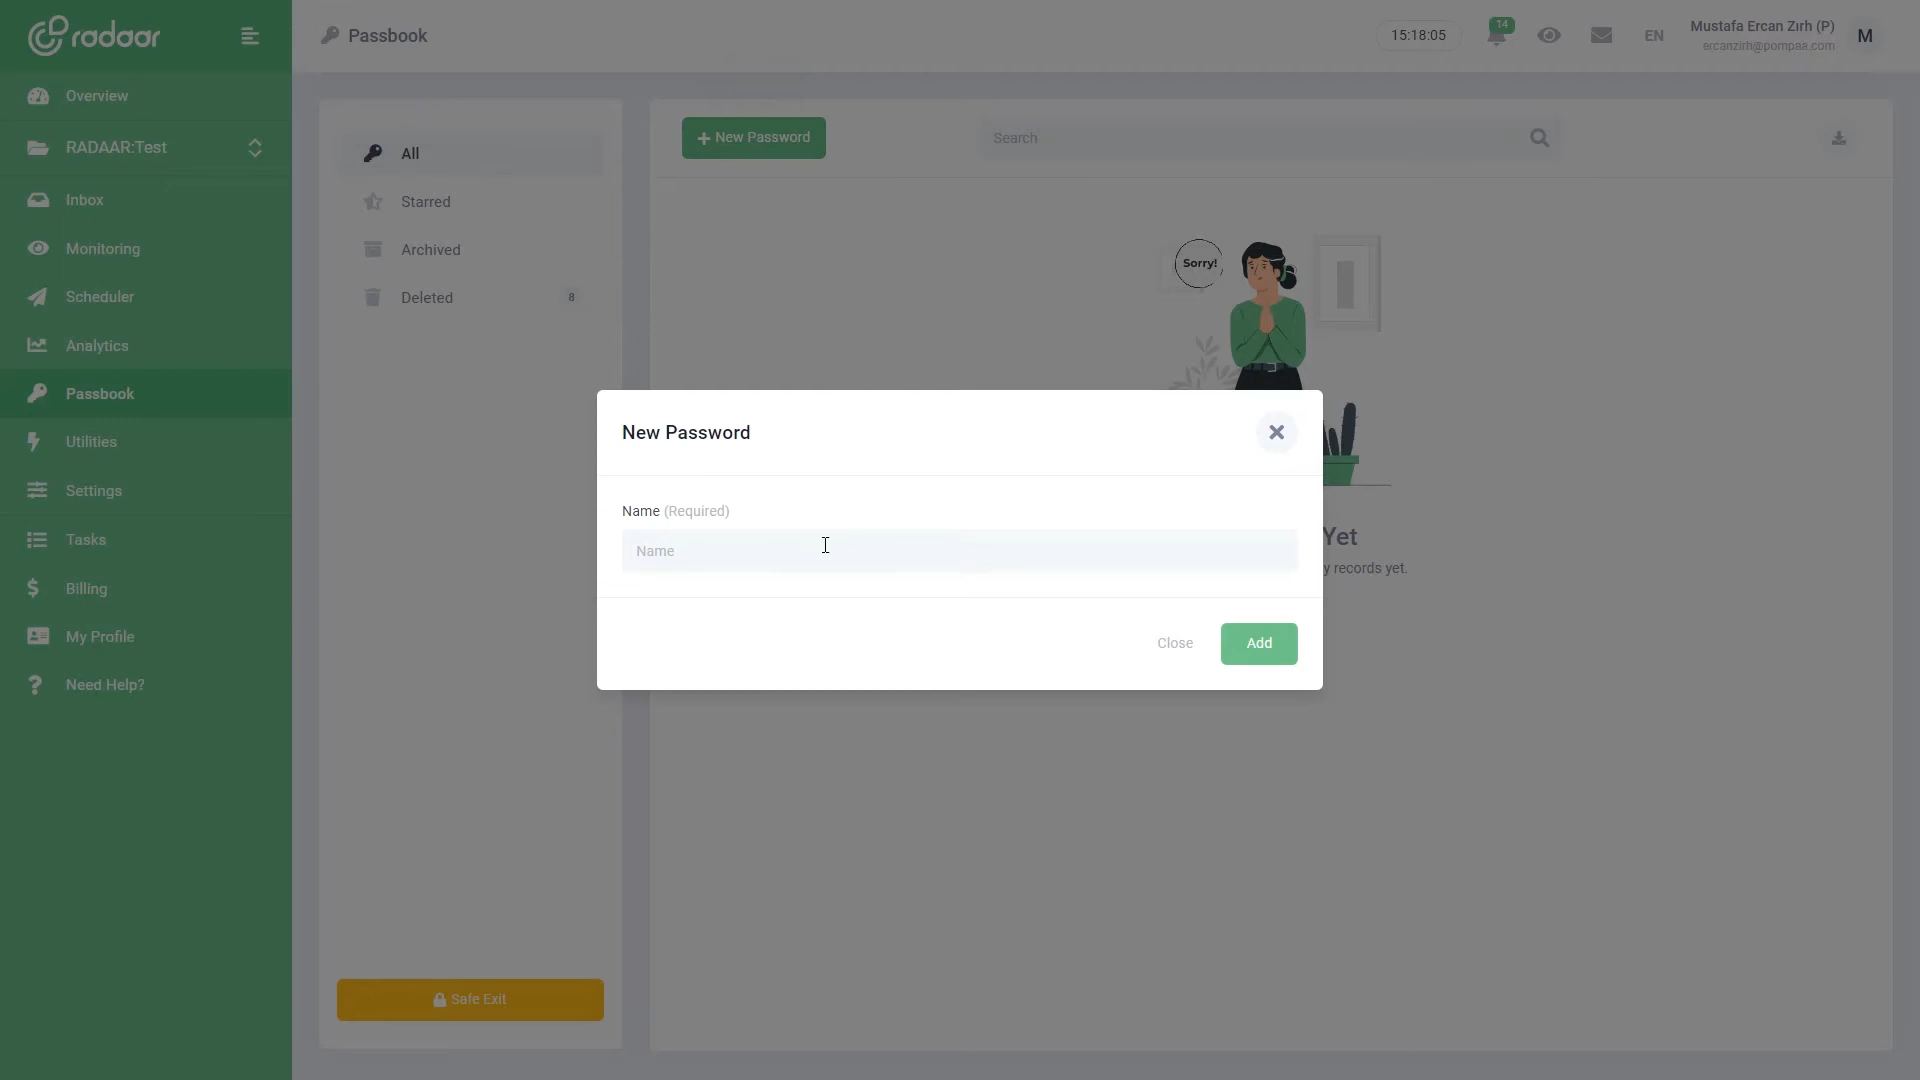 radaar
Passbook
15:18:05
14
EN
Mustafa Ercan Zırh (P)
ercanzirh@pompaa.com
M
Overview
RADAAR:Test
Inbox
Monitoring
Scheduler
Analytics
Passbook
Utilities
Settings
Tasks
Billing
My Profile
Need Help?
All
Starred
Archived
Deleted
8
Safe Exit
+ New Password
Search
Sorry!
Yet
records yet.
New Password
Name (Required)
Name
Close
Add